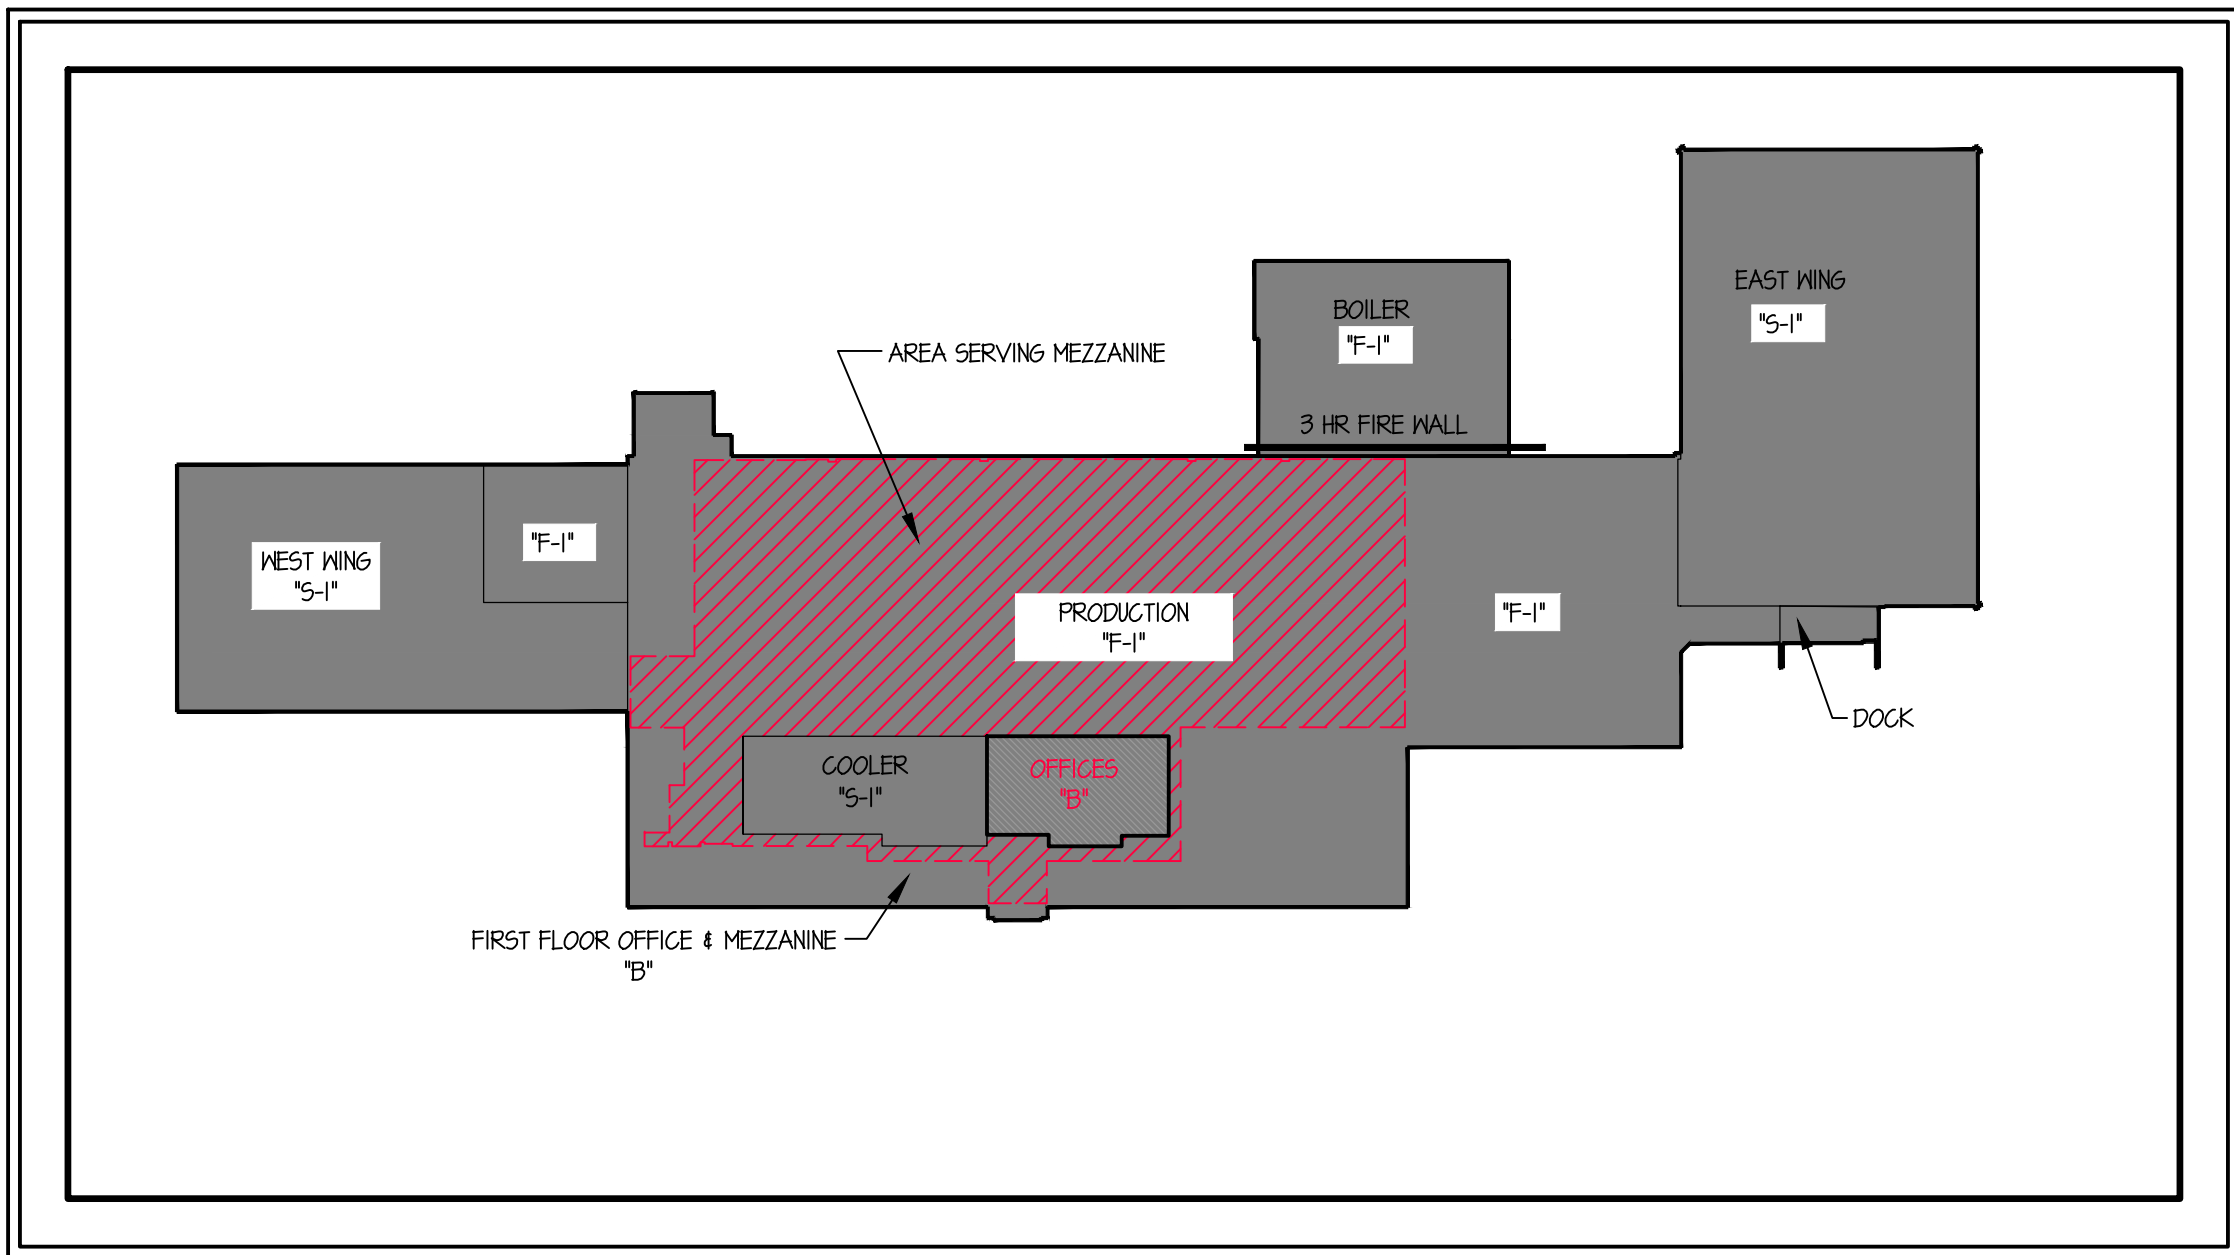 EAST WING
"S-1"
BOILER
"F-1"
AREA SERVING MEZZANINE
3 HR FIRE WALL
"F-1"
WEST WING
"S-1"
PRODUCTION
"F-1"
"F-1"
DOCK
COOLER
"S-1"
OFFICES
"B"
FIRST FLOOR OFFICE & MEZZANINE
"B"